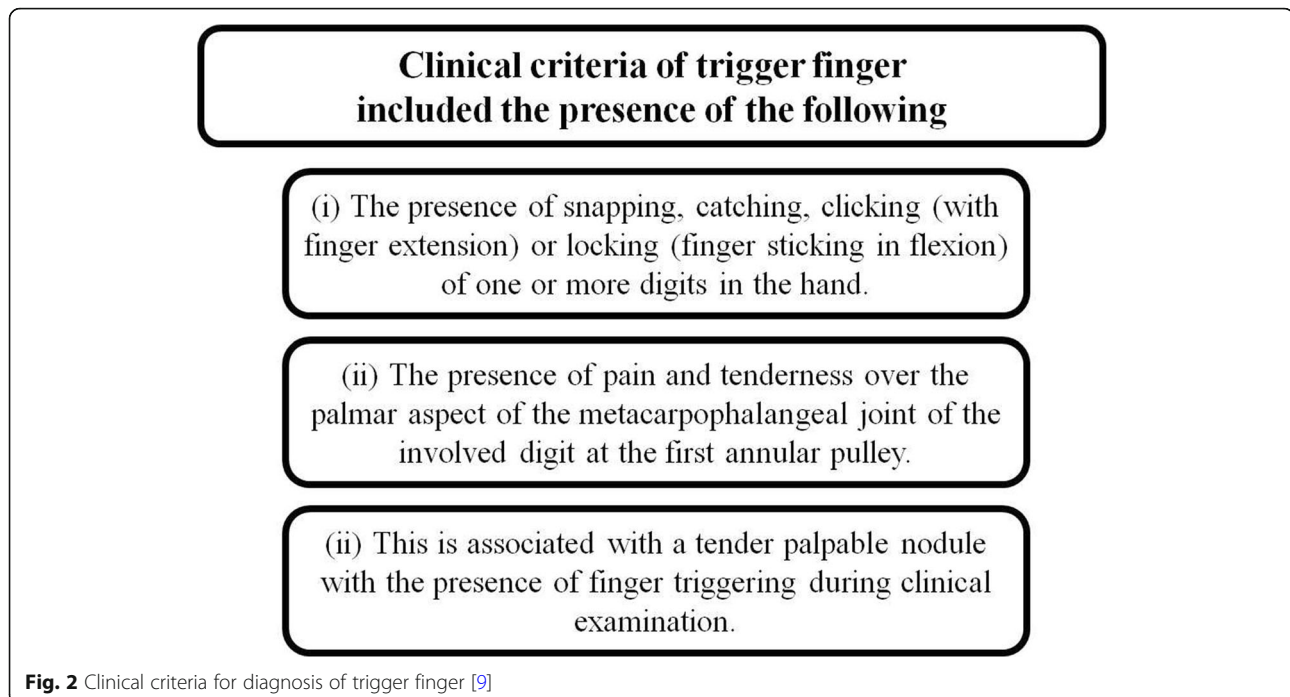 Clinical criteria of trigger finger
included the presence of the following
(i) The presence of snapping, catching, clicking (with
finger extension) or locking (finger sticking in flexion)
of one or more digits in the hand.
(ii) The presence of pain and tenderness over the
palmar aspect of the metacarpophalangeal joint of the
involved digit at the first annular pulley.
(ii) This is associated with a tender palpable nodule
with the presence of finger triggering during clinical
examination.
Fig. 2 Clinical criteria for diagnosis of trigger finger [9]